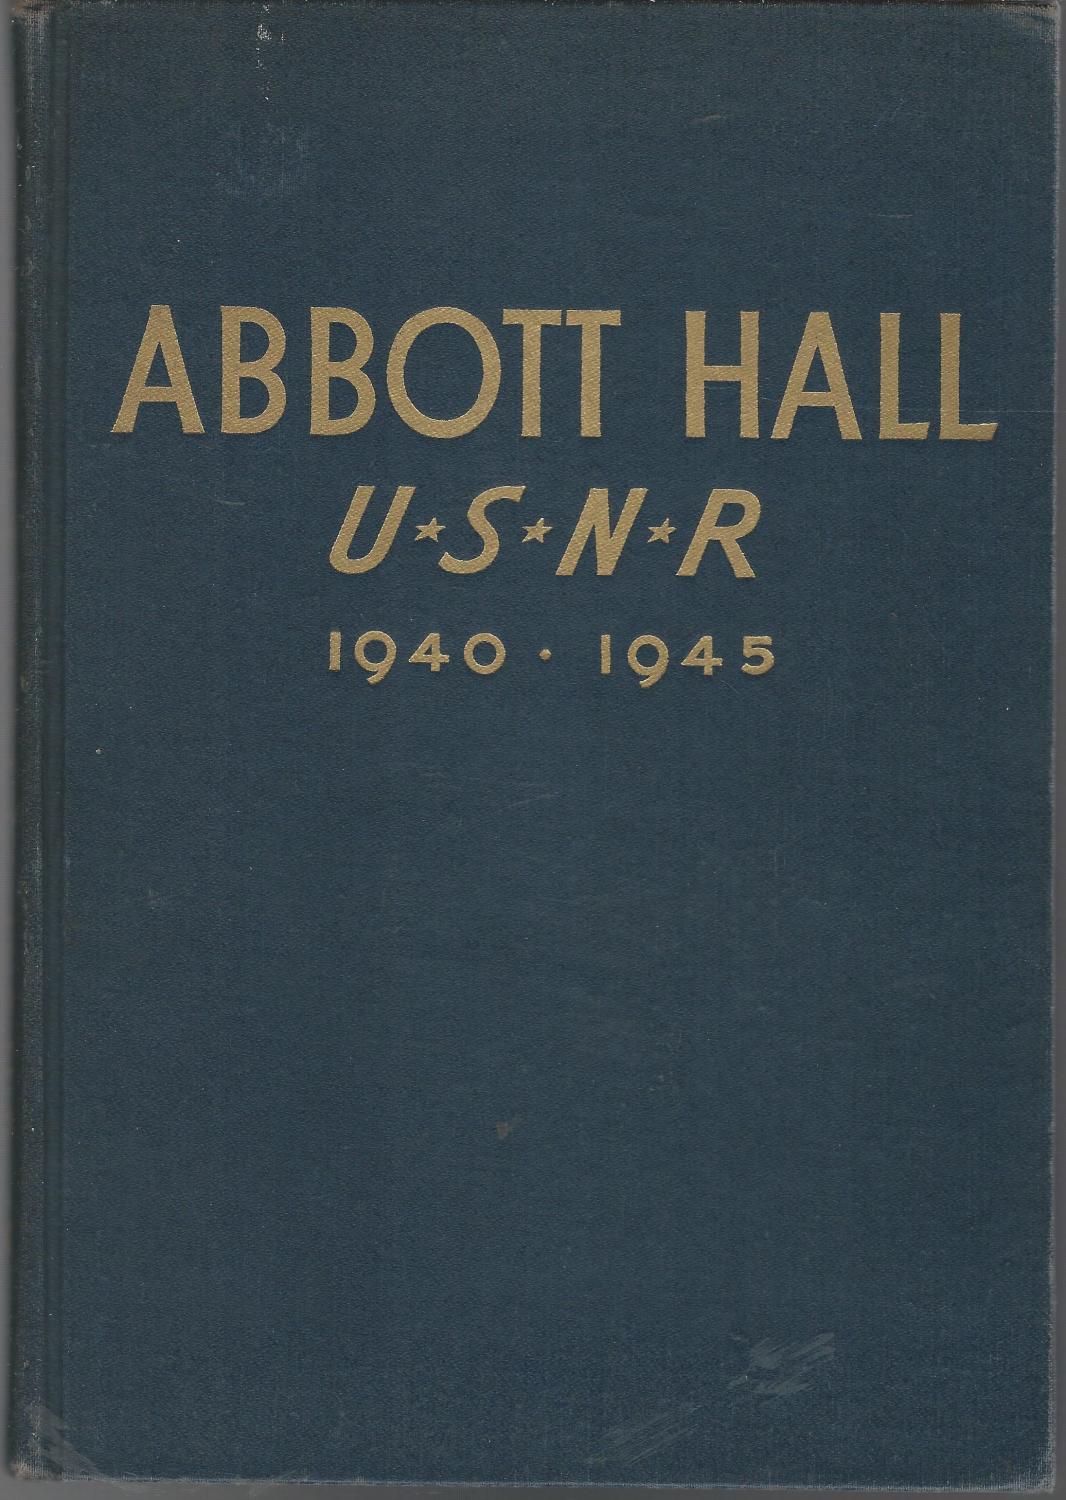 ABBOTT HALL
U★S★N★R
1940 · 1945